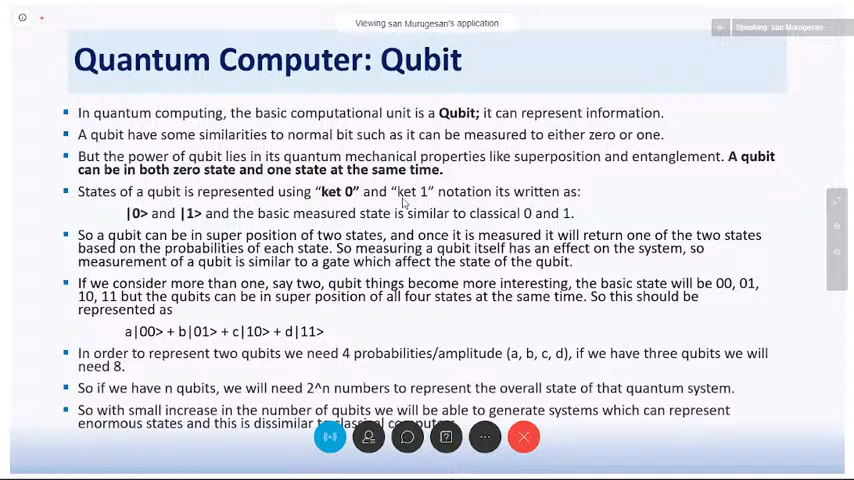 Viewing san Murugesan's application
Speaking: san Murugesan
Quantum Computer: Qubit
In quantum computing, the basic computational unit is a Qubit; it can represent information.
A qubit have some similarities to normal bit such as it can be measured to either zero or one.
But the power of qubit lies in its quantum mechanical properties like superposition and entanglement. A qubit
can be in both zero state and one state at the same time.
States of a qubit is represented using “ket 0” and “ket 1” notation its written as:
|0> and |1> and the basic measured state is similar to classical 0 and 1.
So a qubit can be in super position of two states, and once it is measured it will return one of the two states
based on the probabilities of each state. So measuring a qubit itself has an effect on the system, so
measurement of a qubit is similar to a gate which affect the state of the qubit.
If we consider more than one, say two, qubit things become more interesting, the basic state will be 00, 01,
10, 11 but the qubits can be in super position of all four states at the same time. So this should be
represented as
a|00> + b|01> + c|10> + d|11>
In order to represent two qubits we need 4 probabilities/amplitude (a, b, c, d), if we have three qubits we will
need 8.
So if we have n qubits, we will need 2^n numbers to represent the overall state of that quantum system.
So with small increase in the number of qubits we will be able to generate systems which can represent
enormous states and this is dissimilar